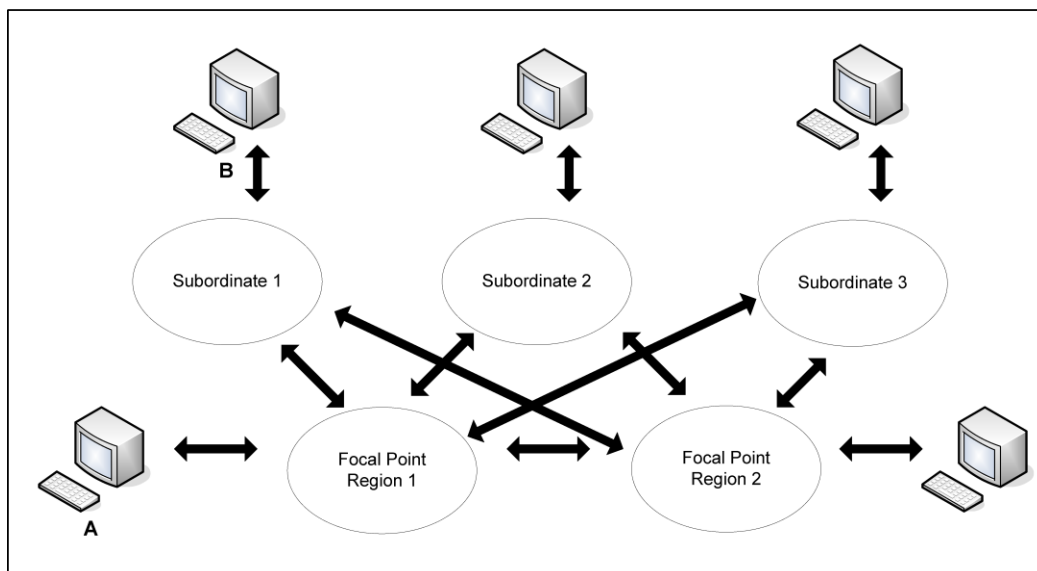 B
Subordinate 1
Subordinate 2
Subordinate 3
Focal Point
Region 1
Focal Point
Region 2
A